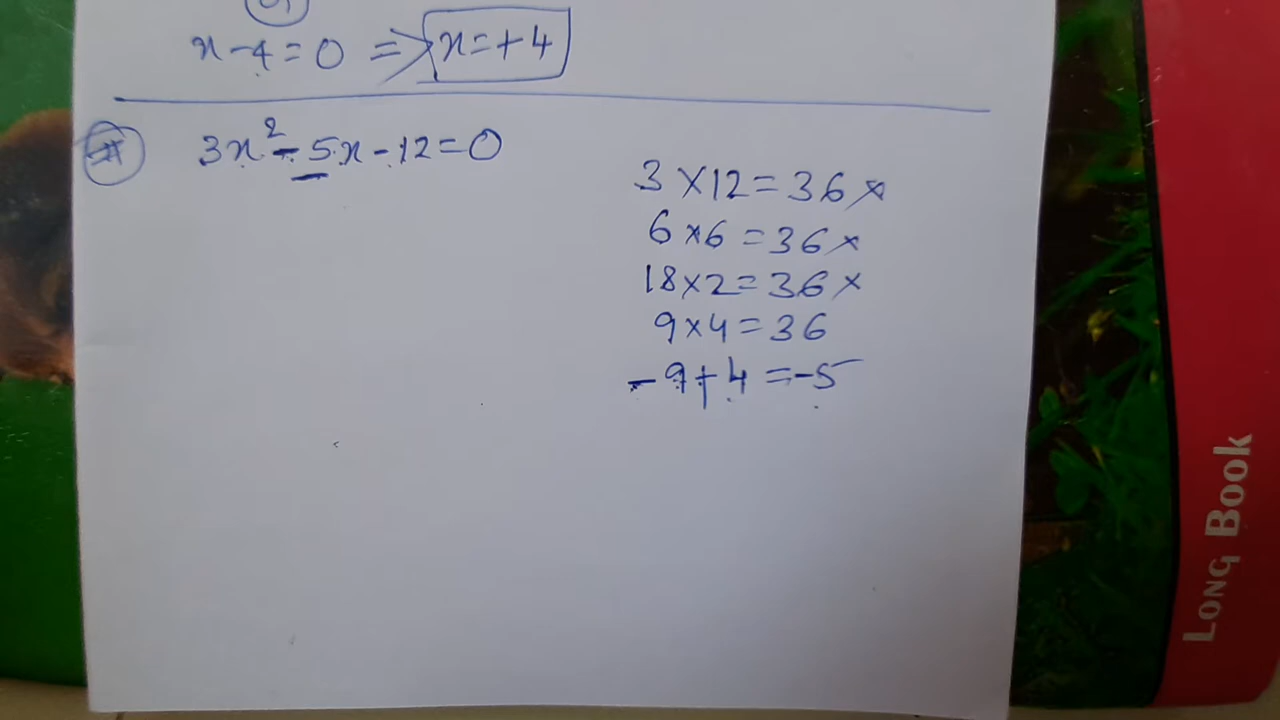 x-4=0 => x=+4
3x²-5x-12=0
3×12=36×
6×6=36×
18×2=36×
9×4=36
-9+4=-5
LONG BOOK